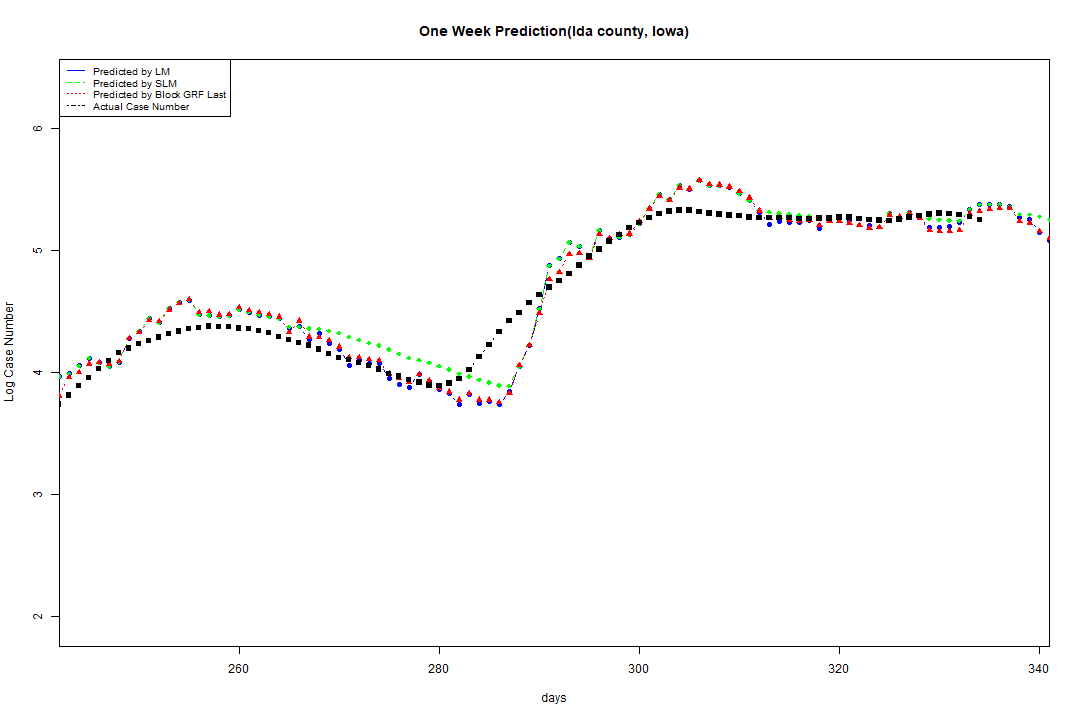 One Week Prediction(Ida county, Iowa)
Predicted by LM
Predicted by SLM
Predicted by Block GRF Last
Actual Case Number
6
5
4
3
2
Log Case Number
260
280
300
320
340
days